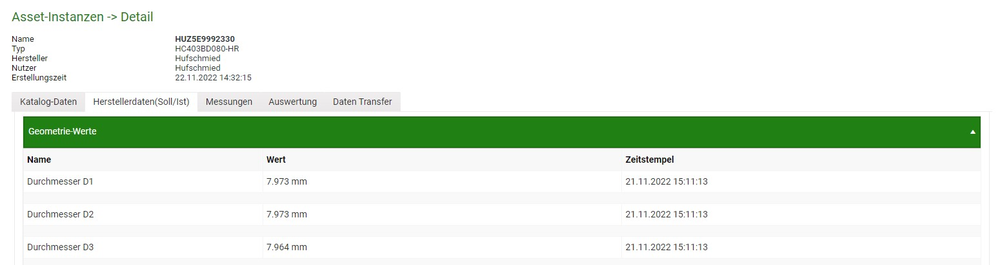 Asset-Instanzen -> Detail
Name HUZ5E9992330
Typ HC403BD080-HR
Hersteller Hufschmied
Nutzer Hufschmied
Erstellungszeit 22.11.2022 14:32:15
Katalog-Daten Herstellerdaten(Soll/Ist) Messungen Auswertung Daten Transfer
Geometrie-Werte
Name Wert Zeitstempel
Durchmesser D1 7.973 mm 21.11.2022 15:11:13
Durchmesser D2 7.973 mm 21.11.2022 15:11:13
Durchmesser D3 7.964 mm 21.11.2022 15:11:13